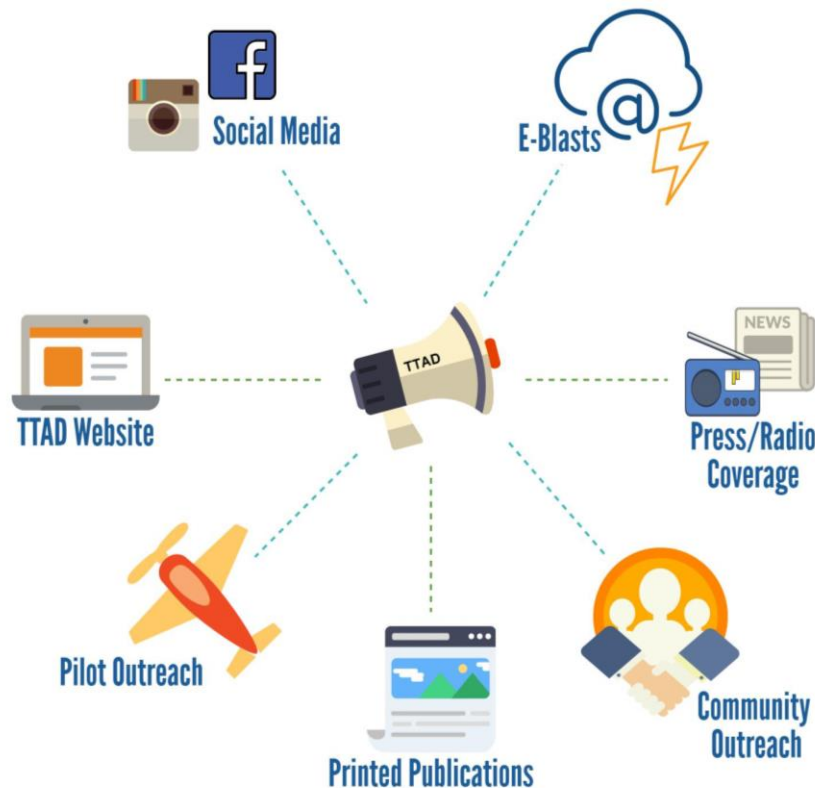 Social Media
E-Blasts
TTAD
NEWS
TTAD Website
Press/Radio
Coverage
Pilot Outreach
Community
Outreach
Printed Publications